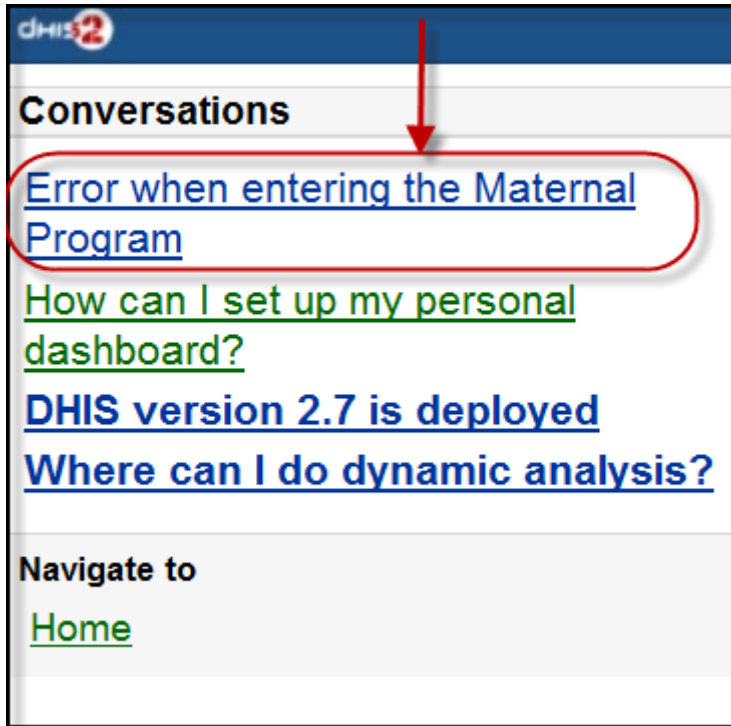 dHIS2
Conversations
Error when entering the Maternal
Program
How can I set up my personal
dashboard?
DHIS version 2.7 is deployed
Where can I do dynamic analysis?
Navigate to
Home